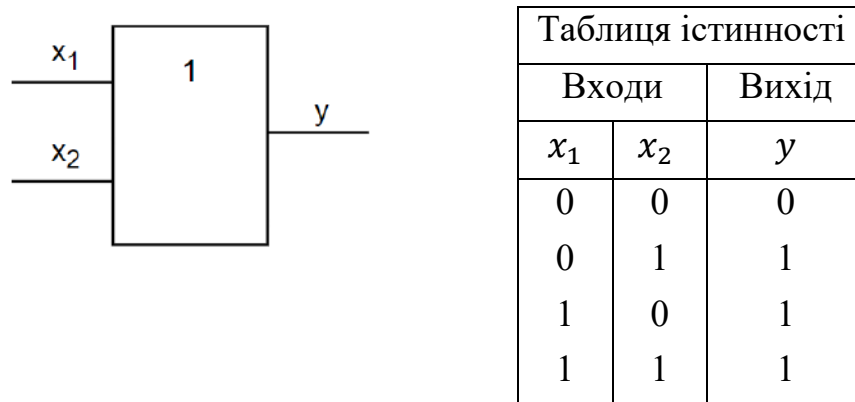 x₁
1
x₂
y
Таблиця істинності
Входи Вихід
x₁ x₂ y
0 0 0
0 1 1
1 0 1
1 1 1